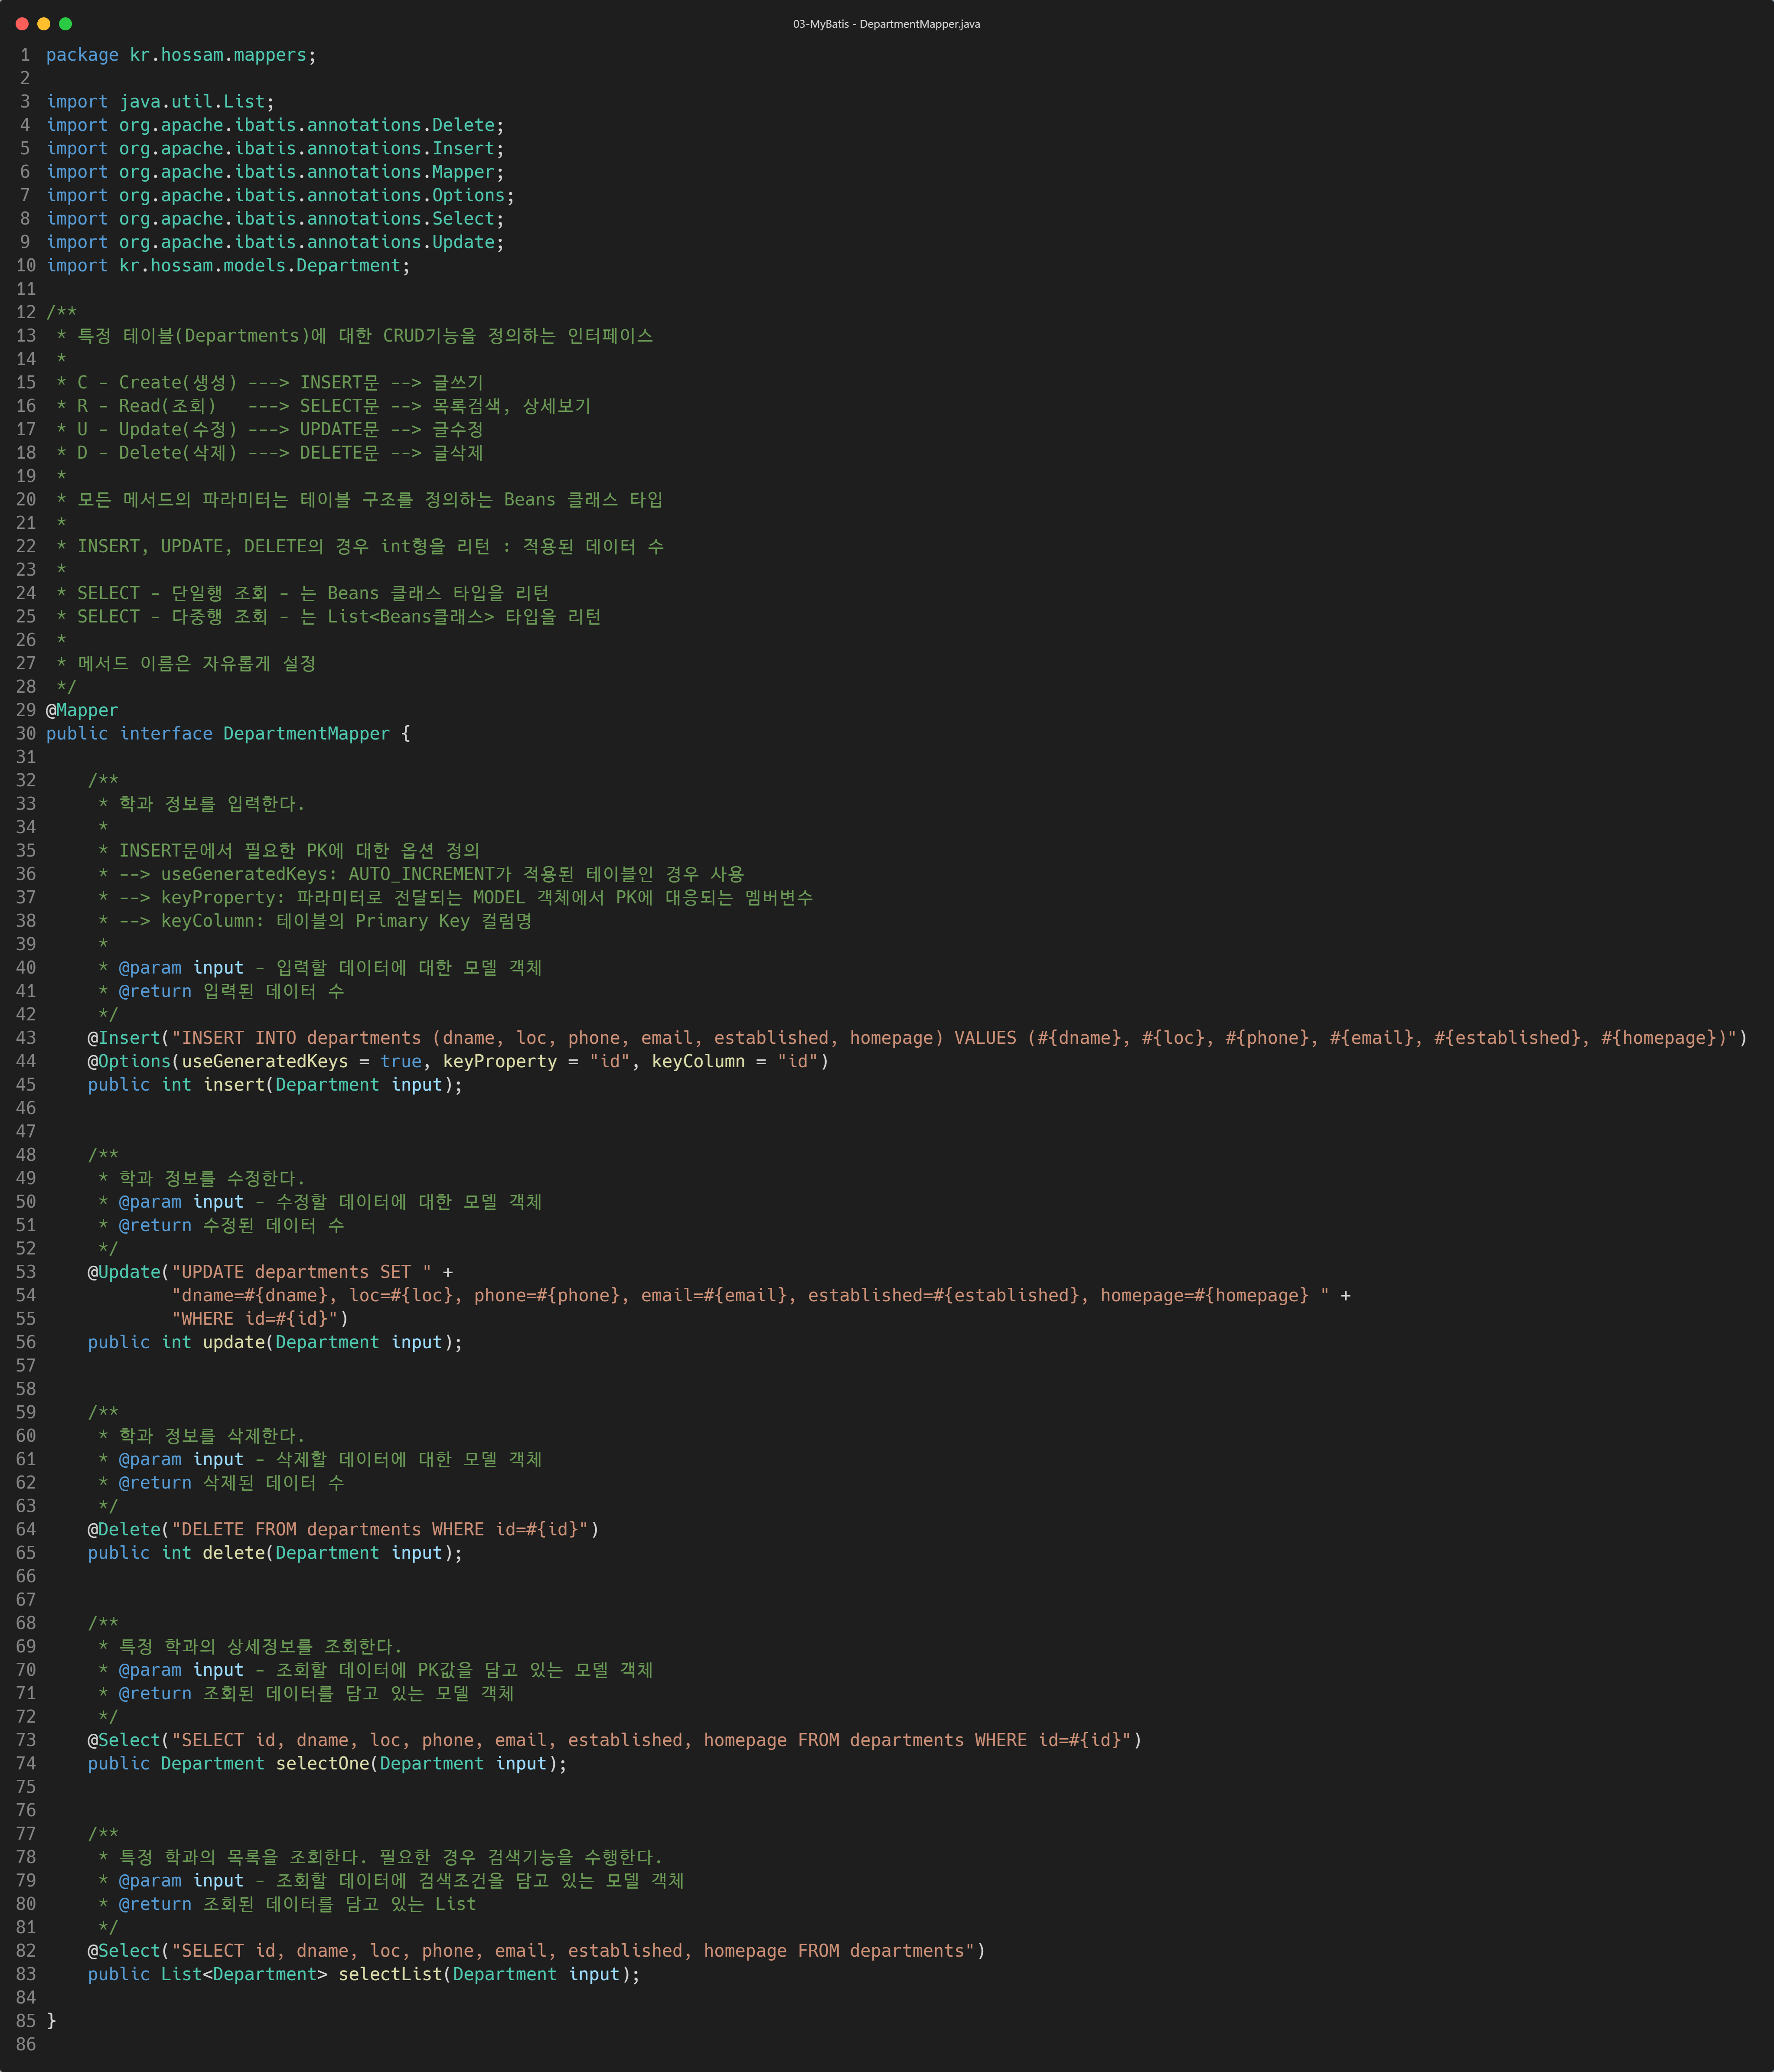 03-MyBatis - DepartmentMapper.java
1 package kr.hossam.mappers;
2
3 import java.util.List;
4 import org.apache.ibatis.annotations.Delete;
5 import org.apache.ibatis.annotations.Insert;
6 import org.apache.ibatis.annotations.Mapper;
7 import org.apache.ibatis.annotations.Options;
8 import org.apache.ibatis.annotations.Select;
9 import org.apache.ibatis.annotations.Update;
10 import kr.hossam.models.Department;
11
12 /**
13  * 특정 테이블(Departments)에 대한 CRUD기능을 정의하는 인터페이스
14  *
15  * C - Create(생성) ---> INSERT문 --> 글쓰기
16  * R - Read(조회)   ---> SELECT문 --> 목록검색, 상세보기
17  * U - Update(수정) ---> UPDATE문 --> 글수정
18  * D - Delete(삭제) ---> DELETE문 --> 글삭제
19  *
20  * 모든 메서드의 파라미터는 테이블 구조를 정의하는 Beans 클래스 타입
21  *
22  * INSERT, UPDATE, DELETE의 경우 int형을 리턴 : 적용된 데이터 수
23  *
24  * SELECT - 단일행 조회 - 는 Beans 클래스 타입을 리턴
25  * SELECT - 다중행 조회 - 는 List<Beans클래스> 타입을 리턴
26  *
27  * 메서드 이름은 자유롭게 설정
28  */
29 @Mapper
30 public interface DepartmentMapper {
31
32     /**
33      * 학과 정보를 입력한다.
34      *
35      * INSERT문에서 필요한 PK에 대한 옵션 정의
36      * --> useGeneratedKeys: AUTO_INCREMENT가 적용된 테이블인 경우 사용
37      * --> keyProperty: 파라미터로 전달되는 MODEL 객체에서 PK에 대응되는 멤버변수
38      * --> keyColumn: 테이블의 Primary Key 컬럼명
39      *
40      * @param input - 입력할 데이터에 대한 모델 객체
41      * @return 입력된 데이터 수
42      */
43     @Insert("INSERT INTO departments (dname, loc, phone, email, established, homepage) VALUES (#{dname}, #{loc}, #{phone}, #{email}, #{established}, #{homepage})")
44     @Options(useGeneratedKeys = true, keyProperty = "id", keyColumn = "id")
45     public int insert(Department input);
46
47
48     /**
49      * 학과 정보를 수정한다.
50      * @param input - 수정할 데이터에 대한 모델 객체
51      * @return 수정된 데이터 수
52      */
53     @Update("UPDATE departments SET " +
54             "dname=#{dname}, loc=#{loc}, phone=#{phone}, email=#{email}, established=#{established}, homepage=#{homepage} " +
55             "WHERE id=#{id}")
56     public int update(Department input);
57
58
59     /**
60      * 학과 정보를 삭제한다.
61      * @param input - 삭제할 데이터에 대한 모델 객체
62      * @return 삭제된 데이터 수
63      */
64     @Delete("DELETE FROM departments WHERE id=#{id}")
65     public int delete(Department input);
66
67
68     /**
69      * 특정 학과의 상세정보를 조회한다.
70      * @param input - 조회할 데이터에 PK값을 담고 있는 모델 객체
71      * @return 조회된 데이터를 담고 있는 모델 객체
72      */
73     @Select("SELECT id, dname, loc, phone, email, established, homepage FROM departments WHERE id=#{id}")
74     public Department selectOne(Department input);
75
76
77     /**
78      * 특정 학과의 목록을 조회한다. 필요한 경우 검색기능을 수행한다.
79      * @param input - 조회할 데이터에 검색조건을 담고 있는 모델 객체
80      * @return 조회된 데이터를 담고 있는 List
81      */
82     @Select("SELECT id, dname, loc, phone, email, established, homepage FROM departments")
83     public List<Department> selectList(Department input);
84
85 }
86